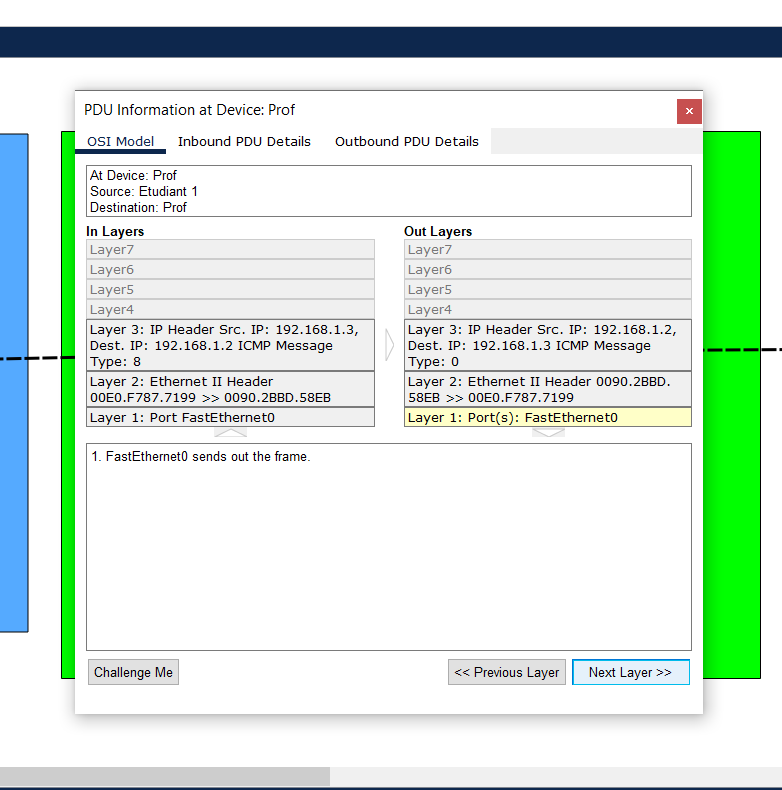 PDU Information at Device: Prof
OSI Model Inbound PDU Details Outbound PDU Details
At Device: Prof
Source: Etudiant 1
Destination: Prof
In Layers
Layer7
Layer6
Layer5
Layer4
Layer 3: IP Header Src. IP: 192.168.1.3,
Dest. IP: 192.168.1.2 ICMP Message
Type: 8
Layer 2: Ethernet II Header
00E0.F787.7199 >> 0090.2BBD.58EB
Layer 1: Port FastEthernet0
Out Layers
Layer7
Layer6
Layer5
Layer4
Layer 3: IP Header Src. IP: 192.168.1.2,
Dest. IP: 192.168.1.3 ICMP Message
Type: 0
Layer 2: Ethernet II Header 0090.2BBD.
58EB >> 00E0.F787.7199
Layer 1: Port(s): FastEthernet0
1. FastEthernet0 sends out the frame.
Challenge Me << Previous Layer Next Layer >>